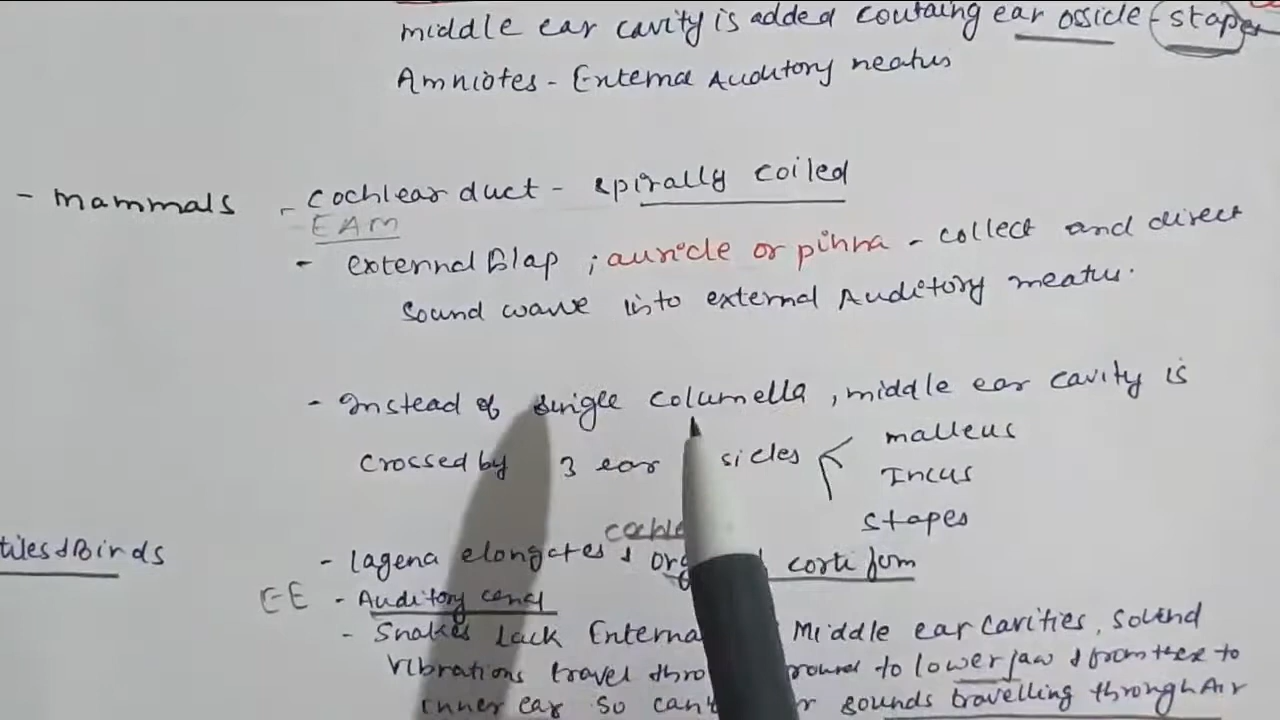 middle ear cavity is added containg ear ossicle - stapes
Amniotes - External Auditory meatus
- mammals - cochlear duct - spirally coiled
EAM
- external flap ; auricle or pinna - collect and direct
sound wave into external Auditory meatus.
- Instead of single columella , middle ear cavity is
crossed by 3 ear sicles malleus
Incus
stapes
tiles & Birds - lagena elongates & corti form
EE - Auditory canal
- Snakes Lack External Middle ear cavities, sound
vibrations travel ground to lower jaw & from there to
inner ear so can't sounds travelling through Air